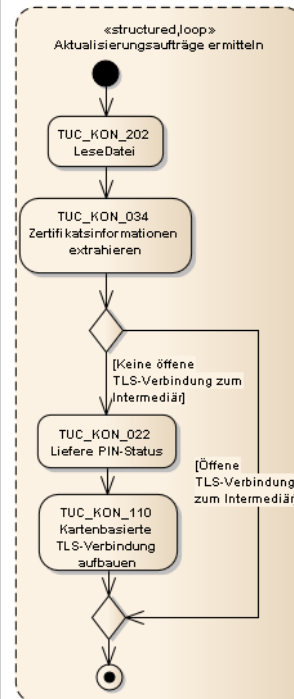 «structured,loop»
Aktualisierungsaufträge ermitteln
TUC_KON_202
LeseDatei
TUC_KON_034
Zertifikatsinformationen
extrahieren
[Keine öffene
TLS-Verbindung zum
Intermediär]
TUC_KON_022
Liefere PIN-Status
[Öffene
TLS-Verbindung
zum Intermediär
TUC_KON_110
Kartenbasierte
TLS-Verbindung
aufbauen